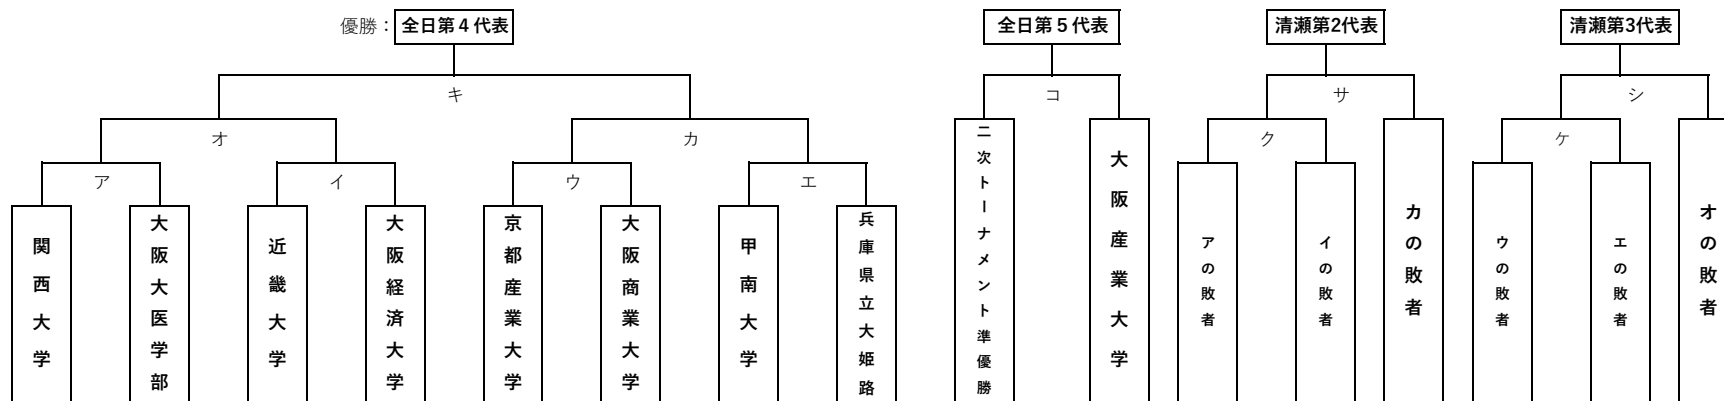 優勝：
全日第４代表
全日第５代表
清瀬第2代表
清瀬第3代表
キ
コ
サ
シ
オ
カ
ク
ケ
ア
イ
ウ
エ
関西大学
大阪大医学部
近畿大学
大阪経済大学
京都産業大学
大阪商業大学
甲南大学
兵庫県立大姫路
二次トーナメント準優勝
大阪産業大学
アの敗者
イの敗者
カの敗者
ウの敗者
エの敗者
オの敗者